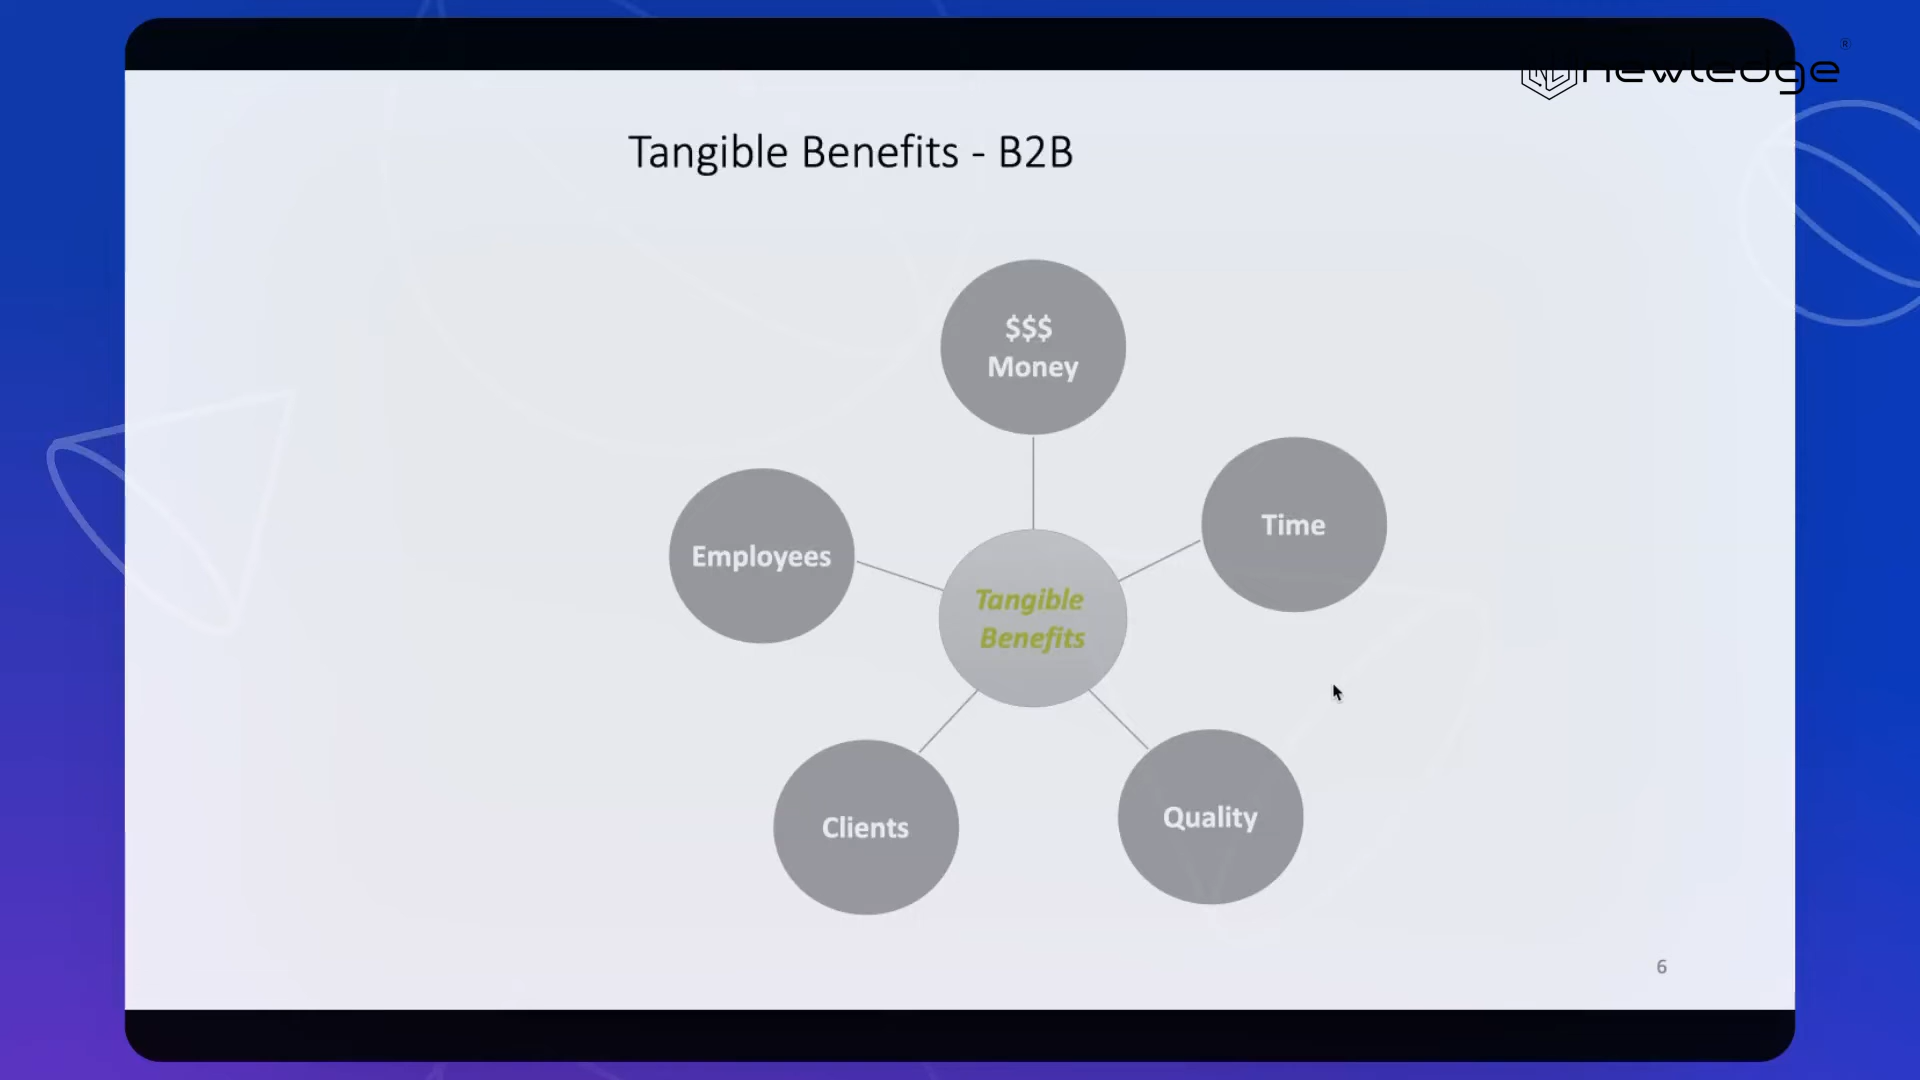 newledge
®
Tangible Benefits - B2B
$$$
Money
Time
Employees
Tangible
Benefits
Clients
Quality
6